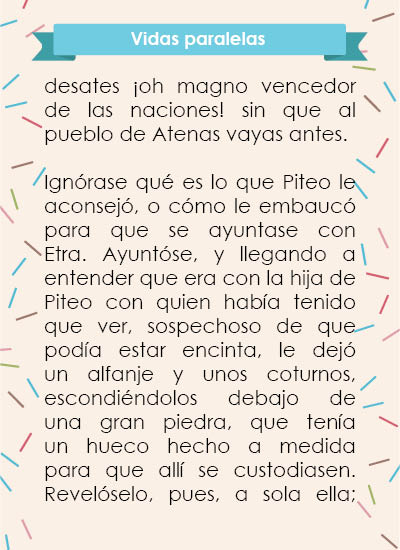 Vidas paralelas
desates ¡oh magno vencedor
de las naciones! sin que al
pueblo de Atenas vayas antes.
Ignórase qué es lo que Piteo le
aconsejó, o cómo le embaucó
para que se ayuntase con
Etra. Ayuntóse, y llegando a
entender que era con la hija de
Piteo con quien había tenido
que ver, sospechoso de que
podía estar encinta, le dejó
un alfanje y unos coturnos,
escondiéndolos debajo de
una gran piedra, que tenía
un hueco hecho a medida
para que allí se custodiasen.
Revelóselo, pues, a sola ella;